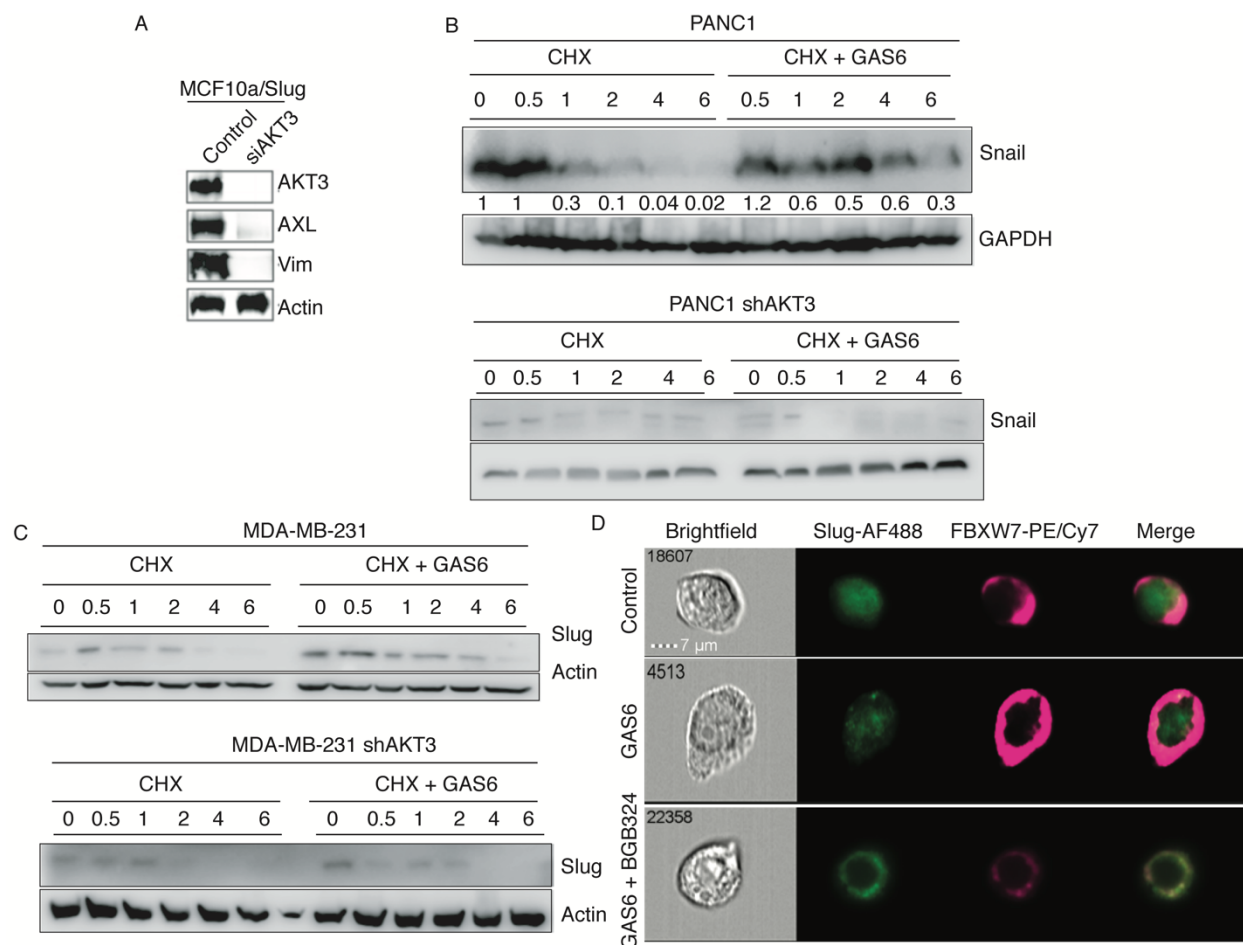 A
MCF10a/Slug
Control
siAKT3
AKT3
AXL
Vim
Actin
B
PANC1
CHX
CHX + GAS6
0 0.5 1 2 4 6 0.5 1 2 4 6
Snail
1 1 0.3 0.1 0.04 0.02 1.2 0.6 0.5 0.6 0.3
GAPDH
PANC1 shAKT3
CHX
CHX + GAS6
0 0.5 1 2 4 6 0 0.5 1 2 4 6
Snail
C
MDA-MB-231
CHX
CHX + GAS6
0 0.5 1 2 4 6 0 0.5 1 2 4 6
Slug
Actin
MDA-MB-231 shAKT3
CHX
CHX + GAS6
0 0.5 1 2 4 6 0 0.5 1 2 4 6
Slug
Actin
D
Brightfield Slug-AF488 FBXW7-PE/Cy7 Merge
Control
18607
7 μm
GAS6
4513
GAS6 + BGB324
22358